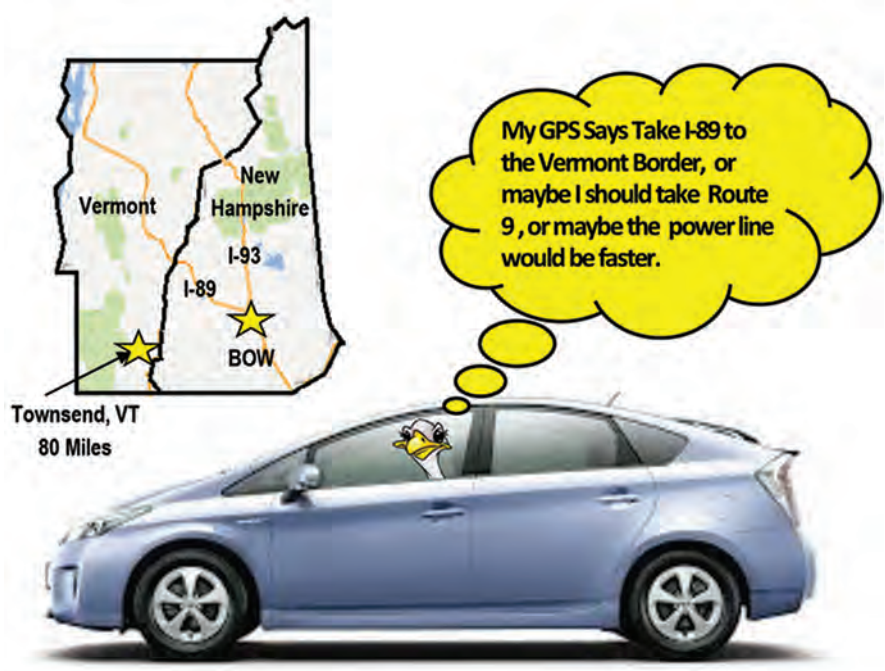 Vermont
New
Hampshire
I-93
I-89
BOW
Townsend, VT
80 Miles
My GPS Says Take I-89 to
the Vermont Border, or
maybe I should take Route
9 , or maybe the power line
would be faster.